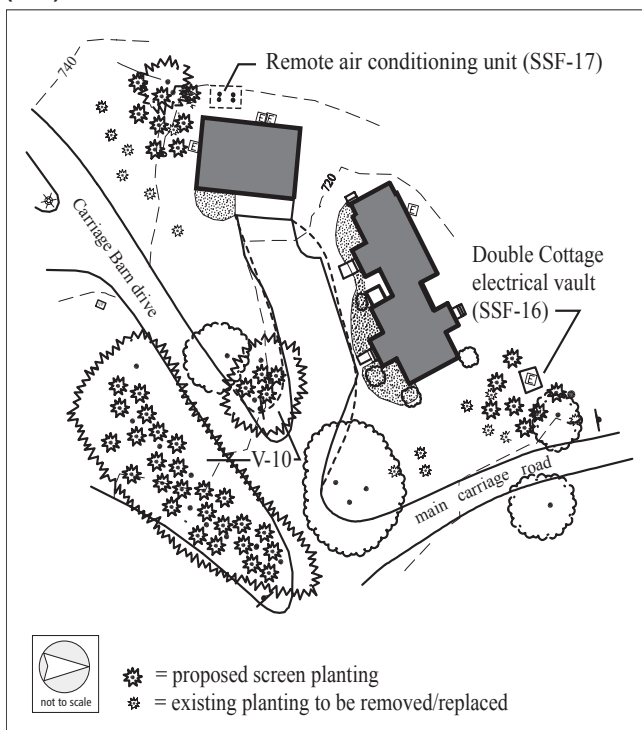 740
Remote air conditioning unit (SSF-17)
E
E E
E
720
E
Carriage Barn drive
Double Cottage
electrical vault
(SSF-16)
E
V-10
main carriage road
not to scale
= proposed screen planting
= existing planting to be removed/replaced